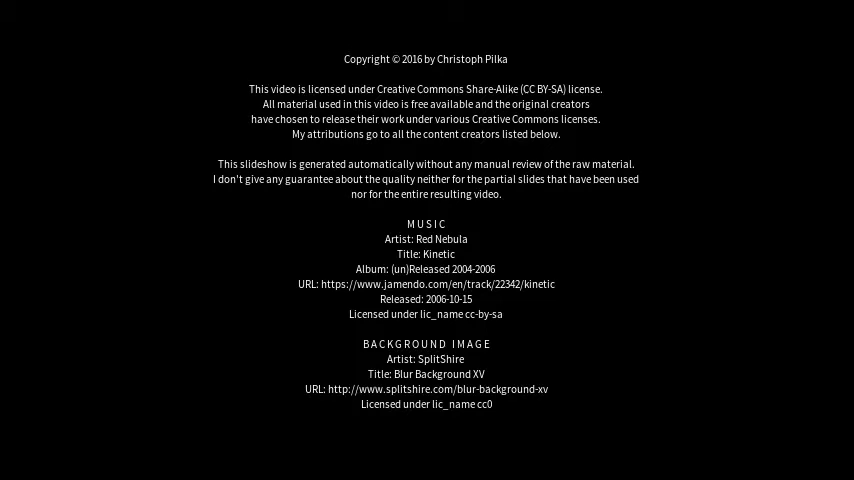 Copyright © 2016 by Christoph Pilka
This video is licensed under Creative Commons Share-Alike (CC BY-SA) license.
All material used in this video is free available and the original creators
have chosen to release their work under various Creative Commons licenses.
My attributions go to all the content creators listed below.
This slideshow is generated automatically without any manual review of the raw material.
I don't give any guarantee about the quality neither for the partial slides that have been used
nor for the entire resulting video.
MUSIC
Artist: Red Nebula
Title: Kinetic
Album: (un)Released 2004-2006
URL: https://www.jamendo.com/en/track/22342/kinetic
Released: 2006-10-15
Licensed under lic_name cc-by-sa
BACKGROUND IMAGE
Artist: SplitShire
Title: Blur Background XV
URL: http://www.splitshire.com/blur-background-xv
Licensed under lic_name cc0